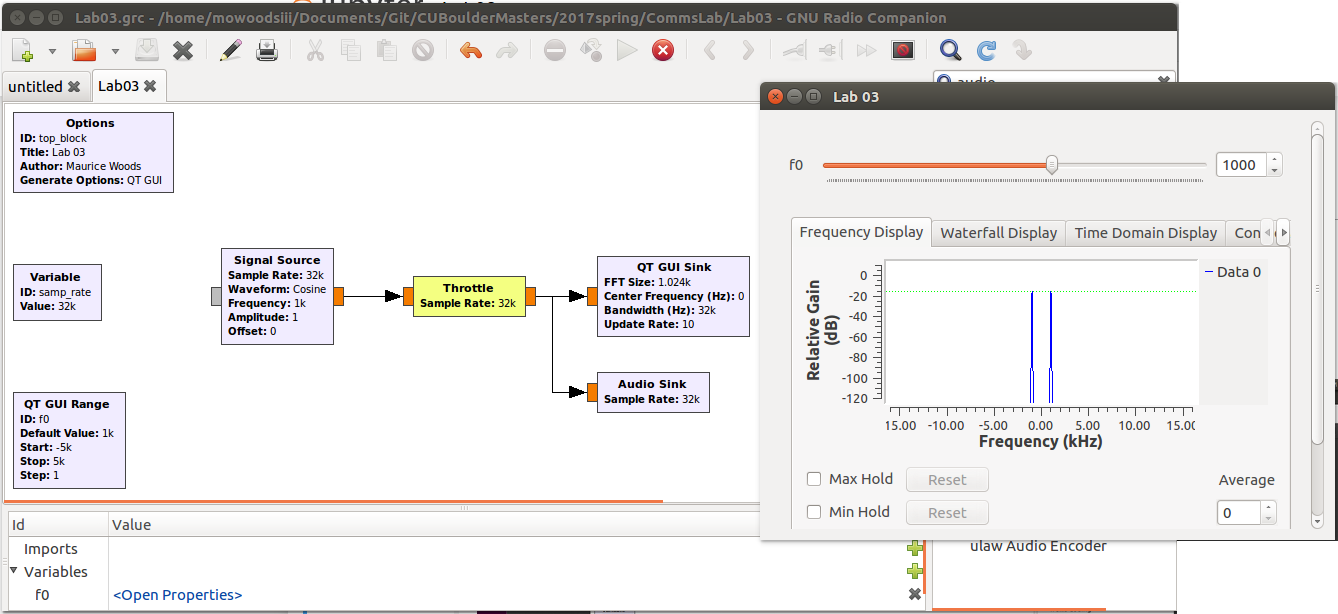 Lab03.grc - /home/mowoodsiii/Documents/Git/CUBoulderMasters/2017spring/CommsLab/Lab03 - GNU Radio Companion
untitled
Lab03
audio
Options
ID: top_block
Title: Lab 03
Author: Maurice Woods
Generate Options: QT GUI
Variable
ID: samp_rate
Value: 32k
QT GUI Range
ID: f0
Default Value: 1k
Start: -5k
Stop: 5k
Step: 1
Signal Source
Sample Rate: 32k
Waveform: Cosine
Frequency: 1k
Amplitude: 1
Offset: 0
Throttle
Sample Rate: 32k
QT GUI Sink
FFT Size: 1.024k
Center Frequency (Hz): 0
Bandwidth (Hz): 32k
Update Rate: 10
Audio Sink
Sample Rate: 32k
Id Value
Imports
Variables
f0 <Open Properties>
ulaw Audio Encoder
Lab 03
f0 1000
Frequency Display Waterfall Display Time Domain Display Con
Relative Gain
(dB)
0
-20
-40
-60
-80
-100
-120
Data 0
15.00 -10.00 -5.00 0.00 5.00 10.00 15.00
Frequency (kHz)
Max Hold Reset Average
Min Hold Reset 0